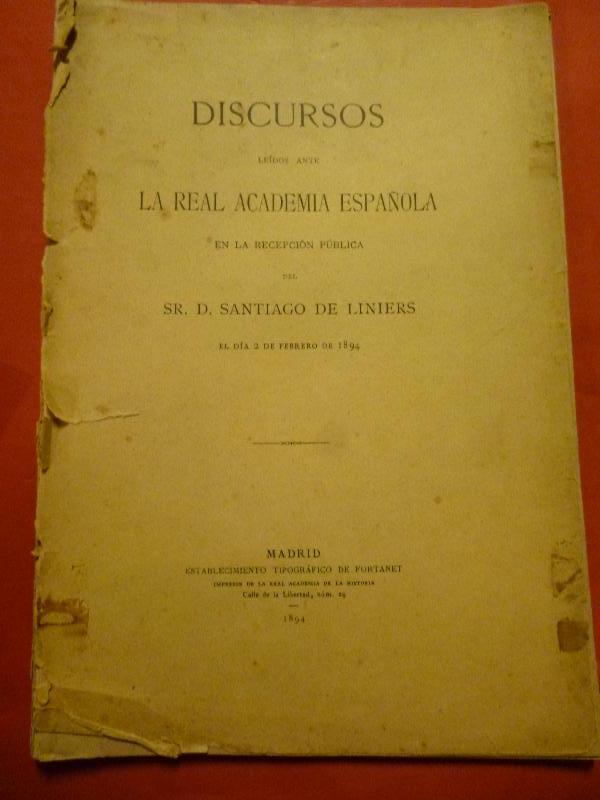 DISCURSOS
LEÍDOS ANTE
LA REAL ACADEMIA ESPAÑOLA
EN LA RECEPCIÓN PÚBLICA
DEL
SR. D. SANTIAGO DE LINIERS
EL DÍA 2 DE FEBRERO DE 1894
MADRID
ESTABLECIMIENTO TIPOGRÁFICO DE FORTANET
IMPRESOR DE LA REAL ACADEMIA DE LA HISTORIA
Calle de la Libertad, núm. 29
1894